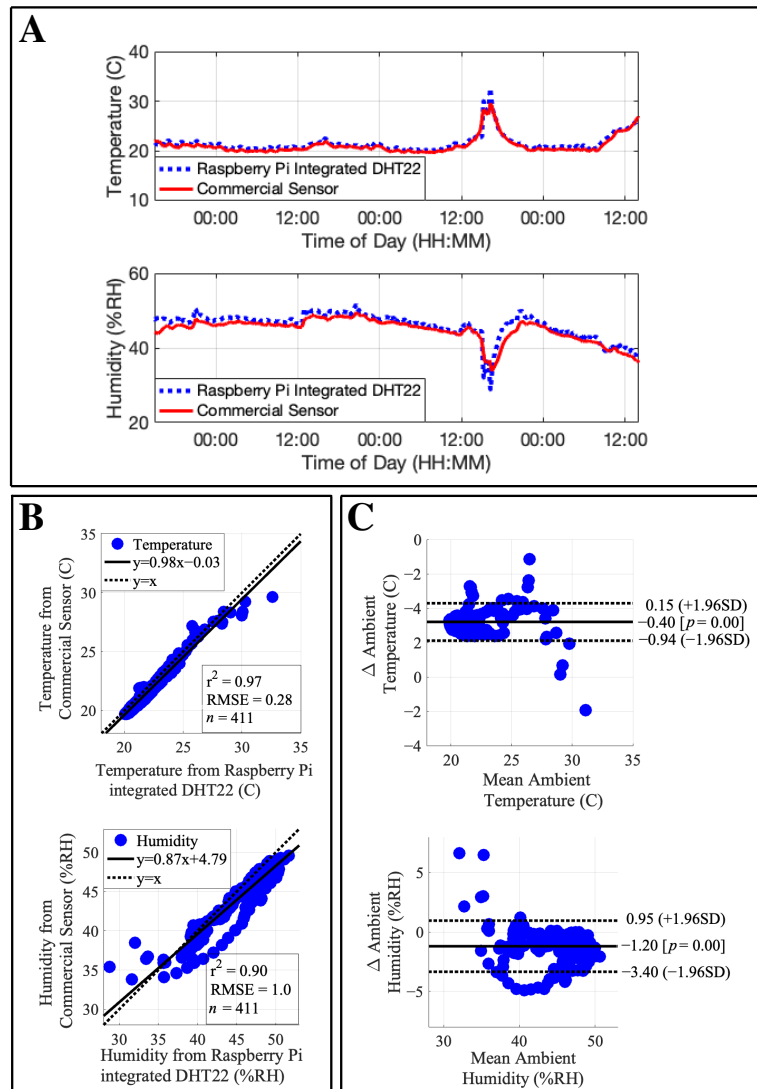 A
40
30
20
10
Temperature (C)
Raspberry Pi Integrated DHT22
Commercial Sensor
00:00 12:00 00:00 12:00 00:00 12:00
Time of Day (HH:MM)
60
40
20
Humidity (%RH)
Raspberry Pi Integrated DHT22
Commercial Sensor
00:00 12:00 00:00 12:00 00:00 12:00
Time of Day (HH:MM)
B
35
30
25
20
Temperature from
Commercial Sensor (C)
Temperature
y=0.98x−0.03
y=x
r² = 0.97
RMSE = 0.28
n = 411
20 25 30 35
Temperature from Raspberry Pi
integrated DHT22 (C)
50
45
40
35
30
Humidity from
Commercial Sensor (%RH)
Humidity
y=0.87x+4.79
y=x
r² = 0.90
RMSE = 1.0
n = 411
30 35 40 45 50
Humidity from Raspberry Pi
integrated DHT22 (%RH)
C
0
−2
−4
2
0
−2
−4
Δ Ambient
Temperature (C)
0.15 (+1.96SD)
−0.40 [p = 0.00]
−0.94 (−1.96SD)
20 25 30 35
Mean Ambient
Temperature (C)
5
0
−5
Δ Ambient
Humidity (%RH)
0.95 (+1.96SD)
−1.20 [p = 0.00]
−3.40 (−1.96SD)
30 40 50
Mean Ambient
Humidity (%RH)